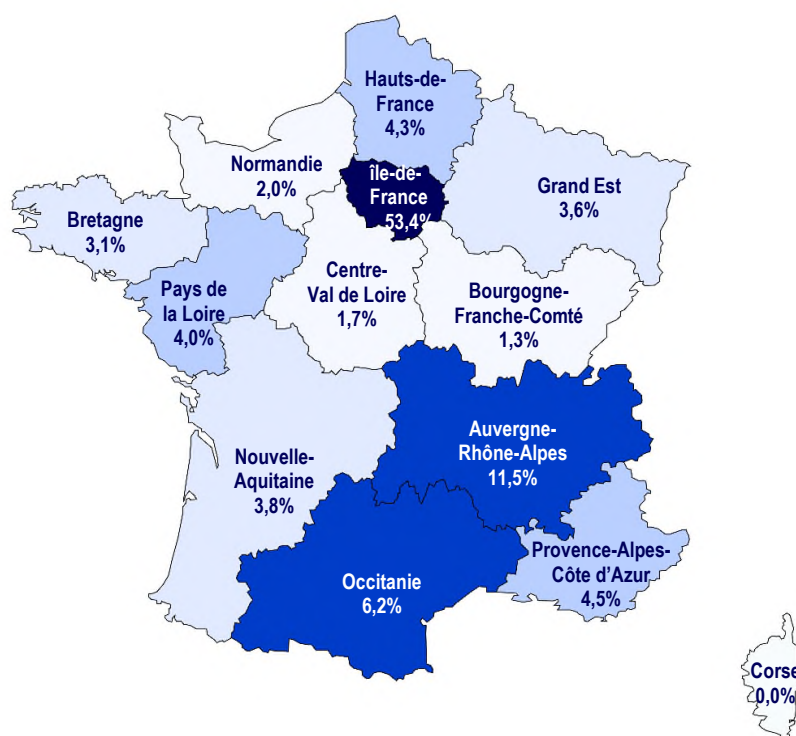 Hauts-de-
France
4,3%
Normandie
2,0%
île-de-
France
53,4%
Grand Est
3,6%
Bretagne
3,1%
Pays de
la Loire
4,0%
Centre-
Val de Loire
1,7%
Bourgogne-
Franche-Comté
1,3%
Auvergne-
Rhône-Alpes
11,5%
Nouvelle-
Aquitaine
3,8%
Provence-Alpes-
Côte d’Azur
4,5%
Occitanie
6,2%
Corse
0,0%